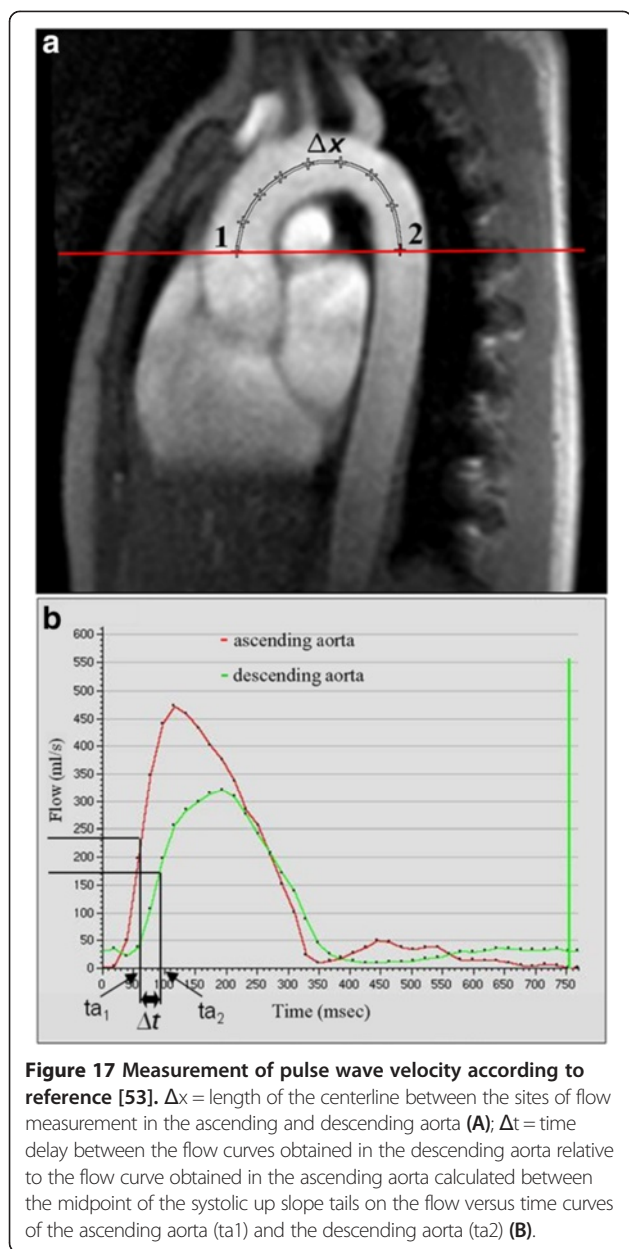 a
Δx
1
2
b
600
550
500
450
400
350
300
250
200
150
100
50
0
Flow (ml/s)
ascending aorta
descending aorta
0 50 100 150 200 250 300 350 400 450 500 550 600 650 700 750
ta1
Δt
ta2
Time (msec)
Figure 17 Measurement of pulse wave velocity according to
reference [53]. Δx = length of the centerline between the sites of flow
measurement in the ascending and descending aorta (A); Δt = time
delay between the flow curves obtained in the descending aorta relative
to the flow curve obtained in the ascending aorta calculated between
the midpoint of the systolic up slope tails on the flow versus time curves
of the ascending aorta (ta1) and the descending aorta (ta2) (B).